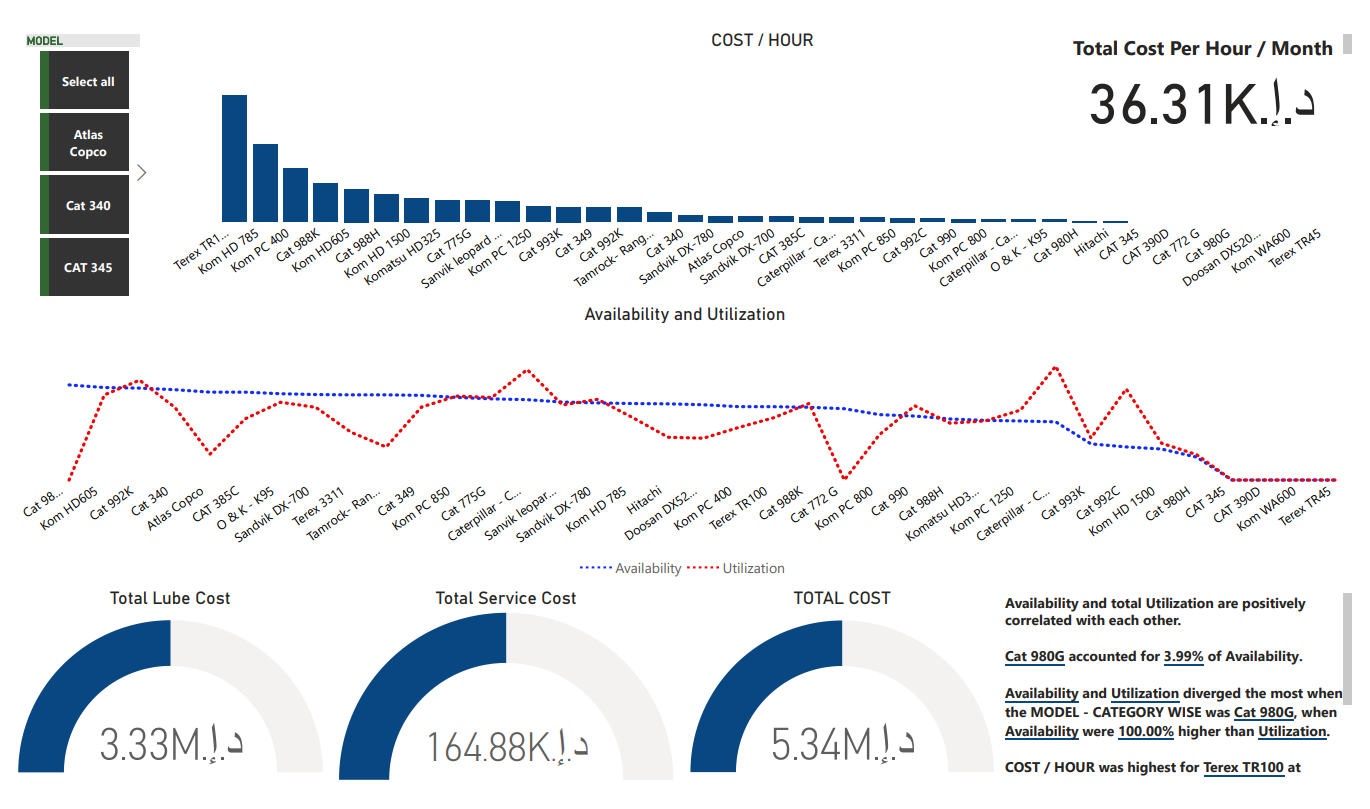 MODEL
Select all
Atlas
Copco
Cat 340
CAT 345
COST / HOUR
Total Cost Per Hour / Month
36.31K.د.إ
Terex TR1...
Kom HD 785
Kom PC 400
Cat 988K
Kom HD605
Cat 988H
Kom HD 1500
Komatsu HD325
Cat 775G
Sanvik leopard ...
Kom PC 1250
Cat 993K
Cat 349
Cat 992K
Tamrock- Rang...
Cat 340
Sandvik DX-780
Atlas Copco
Sandvik DX-700
CAT 385C
Caterpillar - Ca...
Terex 3311
Kom PC 850
Cat 992C
Cat 990
Kom PC 800
Caterpillar - Ca...
O & K - K95
Cat 980H
Hitachi
CAT 345
CAT 390D
Cat 772 G
Cat 980G
Doosan DX520...
Kom WA600
Terex TR45
Availability and Utilization
Cat 98...
Kom HD605
Cat 992K
Cat 340
Atlas Copco
CAT 385C
O & K - K95
Sandvik DX-700
Terex 3311
Tamrock- Ran...
Cat 349
Kom PC 850
Cat 775G
Caterpillar - C...
Sanvik leopar...
Sandvik DX-780
Kom HD 785
Hitachi
Doosan DX52...
Kom PC 400
Terex TR100
Cat 988K
Cat 772 G
Kom PC 800
Cat 990
Cat 988H
Komatsu HD3...
Kom PC 1250
Caterpillar - C...
Cat 993K
Cat 992C
Kom HD 1500
Cat 980H
CAT 345
CAT 390D
Kom WA600
Terex TR45
Availability Utilization
Total Lube Cost
3.33M.د.إ
Total Service Cost
164.88K.د.إ
TOTAL COST
5.34M.د.إ
Availability and total Utilization are positively
correlated with each other.
Cat 980G accounted for 3.99% of Availability.
Availability and Utilization diverged the most when
the MODEL - CATEGORY WISE was Cat 980G, when
Availability were 100.00% higher than Utilization.
COST / HOUR was highest for Terex TR100 at